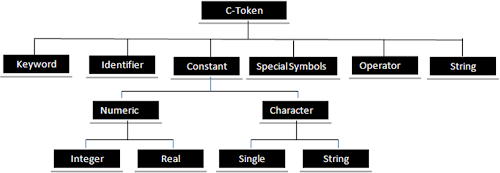 C-Token
Keyword Identifier Constant Special Symbols Operator String
Numeric Character
Integer Real Single String